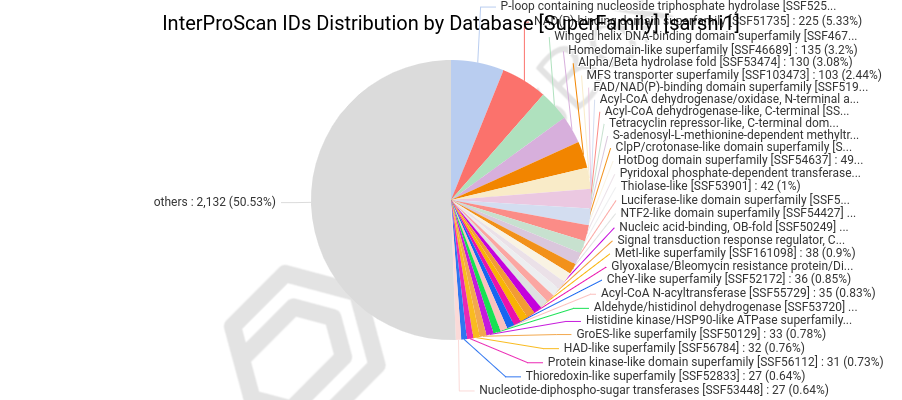 InterProScan IDs Distribution by Database [SuperFamily] [sarshi7]
P-loop containing nucleoside triphosphate hydrolase [SSF525...
NAD(P)-binding domain superfamily [SSF51735] : 225 (5.33%)
Winged helix DNA-binding domain superfamily [SSF467...
Homedomain-like superfamily [SSF46689] : 135 (3.2%)
Alpha/Beta hydrolase fold [SSF53474] : 130 (3.08%)
MFS transporter superfamily [SSF103473] : 103 (2.44%)
FAD/NAD(P)-binding domain superfamily [SSF519...
Acyl-CoA dehydrogenase/oxidase, N-terminal a...
Acyl-CoA dehydrogenase-like, C-terminal [SS...
Tetracyclin repressor-like, C-terminal dom...
S-adenosyl-L-methionine-dependent methyltr...
ClpP/crotonase-like domain superfamily [S...
HotDog domain superfamily [SSF54637] : 49...
Pyridoxal phosphate-dependent transferase...
Thiolase-like [SSF53901] : 42 (1%)
others : 2,132 (50.53%)
Luciferase-like domain superfamily [SSF5...
NTF2-like domain superfamily [SSF54427] ...
Nucleic acid-binding, OB-fold [SSF50249] ...
Signal transduction response regulator, C...
MetI-like superfamily [SSF161098] : 38 (0.9%)
Glyoxalase/Bleomycin resistance protein/Di...
CheY-like superfamily [SSF52172] : 36 (0.85%)
Acyl-CoA N-acyltransferase [SSF55729] : 35 (0.83%)
Aldehyde/histidinol dehydrogenase [SSF53720] ...
Histidine kinase/HSP90-like ATPase superfamily...
GroES-like superfamily [SSF50129] : 33 (0.78%)
HAD-like superfamily [SSF56784] : 32 (0.76%)
Protein kinase-like domain superfamily [SSF56112] : 31 (0.73%)
Thioredoxin-like superfamily [SSF52833] : 27 (0.64%)
Nucleotide-diphospho-sugar transferases [SSF53448] : 27 (0.64%)